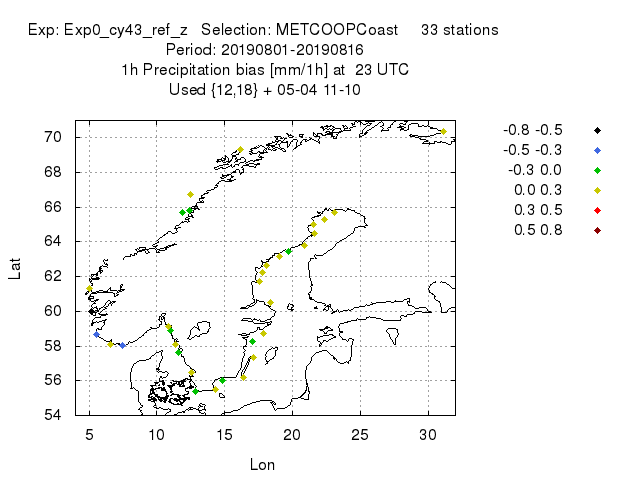 Exp: Exp0_cy43_ref_z Selection: METCOOPCoast 33 stations
Period: 20190801-20190816
1h Precipitation bias [mm/1h] at 23 UTC
Used {12,18} + 05-04 11-10
-0.8 -0.5
-0.5 -0.3
-0.3 0.0
0.0 0.3
0.3 0.5
0.5 0.8
70
68
66
64
62
60
58
56
54
Lat
5 10 15 20 25 30
Lon